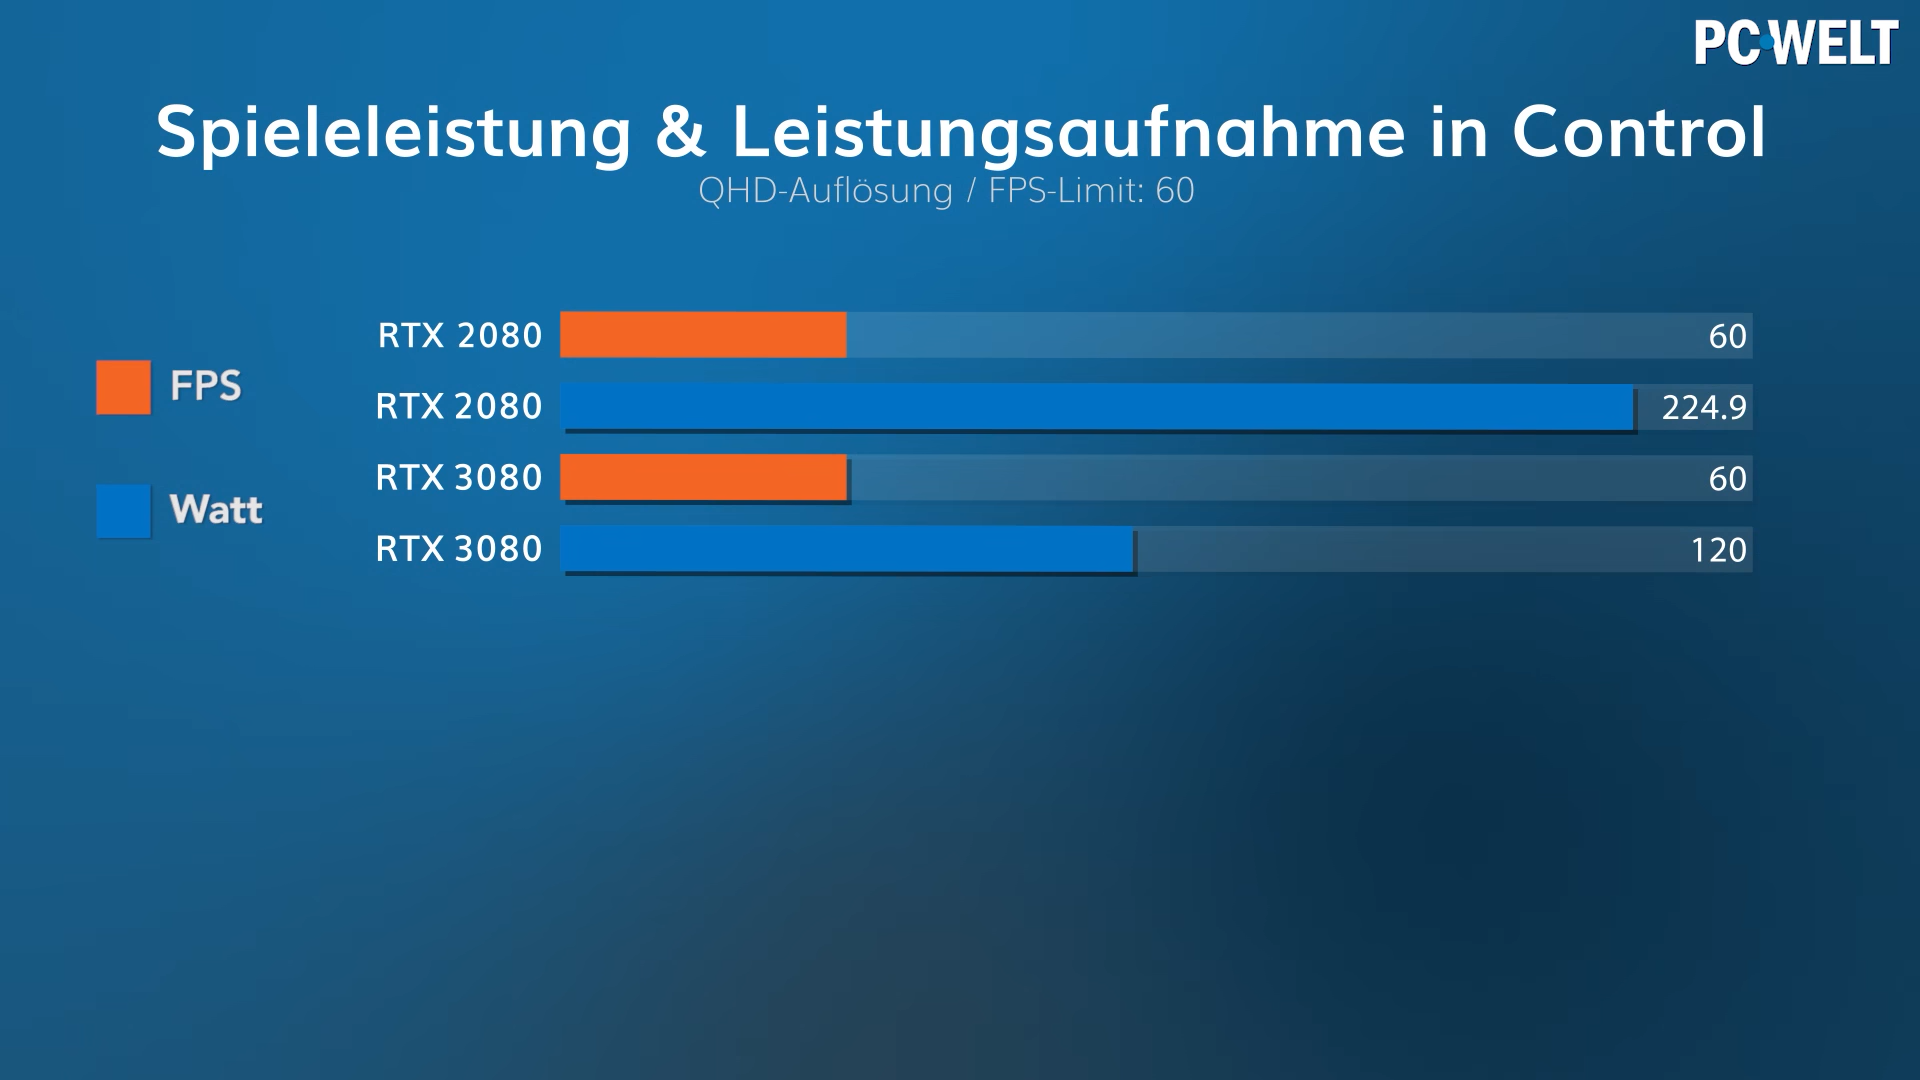 PC WELT
Spieleleistung & Leistungsaufnahme in Control
QHD-Auflösung / FPS-Limit: 60
FPS
Watt
RTX 2080 60
RTX 2080 224.9
RTX 3080 60
RTX 3080 120